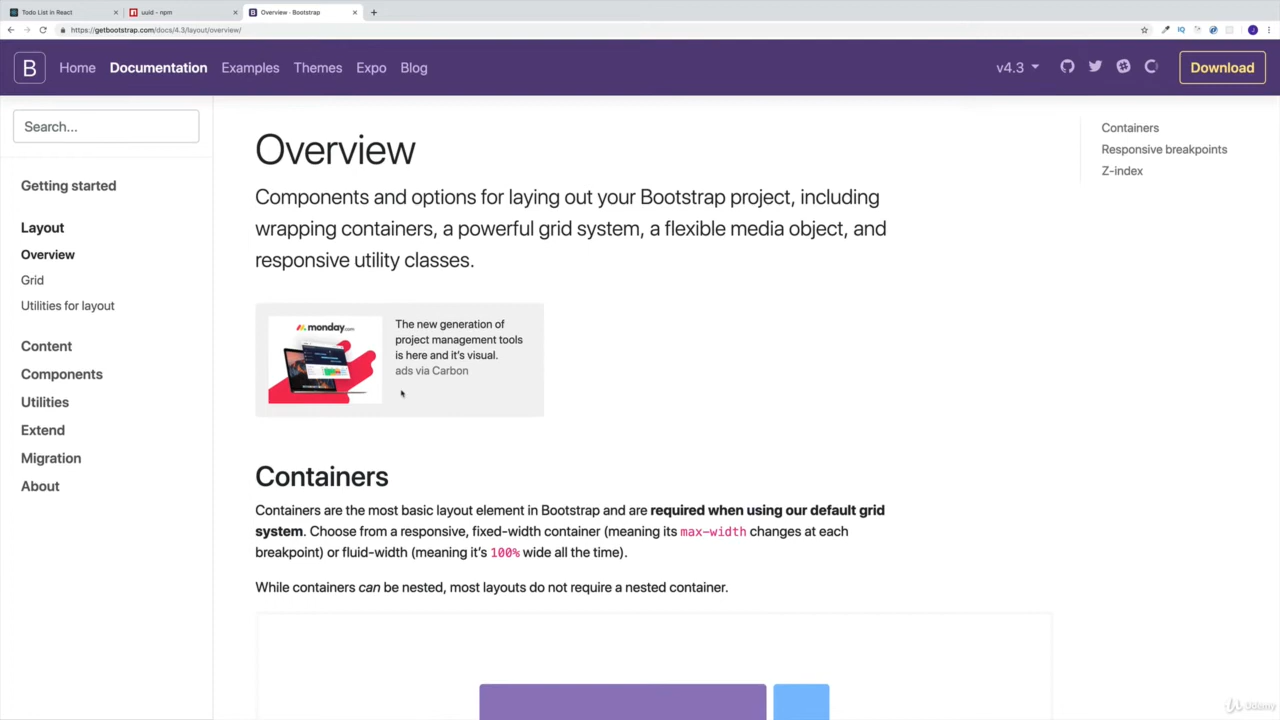 Todo List in React
uuid - npm
Overview · Bootstrap
https://getbootstrap.com/docs/4.3/layout/overview/
B Home Documentation Examples Themes Expo Blog v4.3 Download
Search...
Getting started
Layout
Overview
Grid
Utilities for layout
Content
Components
Utilities
Extend
Migration
About
Overview
Components and options for laying out your Bootstrap project, including
wrapping containers, a powerful grid system, a flexible media object, and
responsive utility classes.
monday.com
The new generation of
project management tools
is here and it's visual.
ads via Carbon
Containers
Containers are the most basic layout element in Bootstrap and are required when using our default grid
system. Choose from a responsive, fixed-width container (meaning its max-width changes at each
breakpoint) or fluid-width (meaning it's 100% wide all the time).
While containers can be nested, most layouts do not require a nested container.
Containers
Responsive breakpoints
Z-index
Udemy